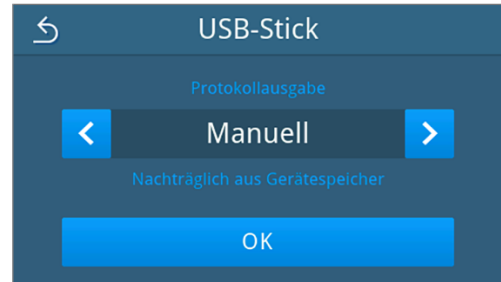 USB-Stick
Protokollausgabe
Manuell
Nachträglich aus Gerätespeicher
OK